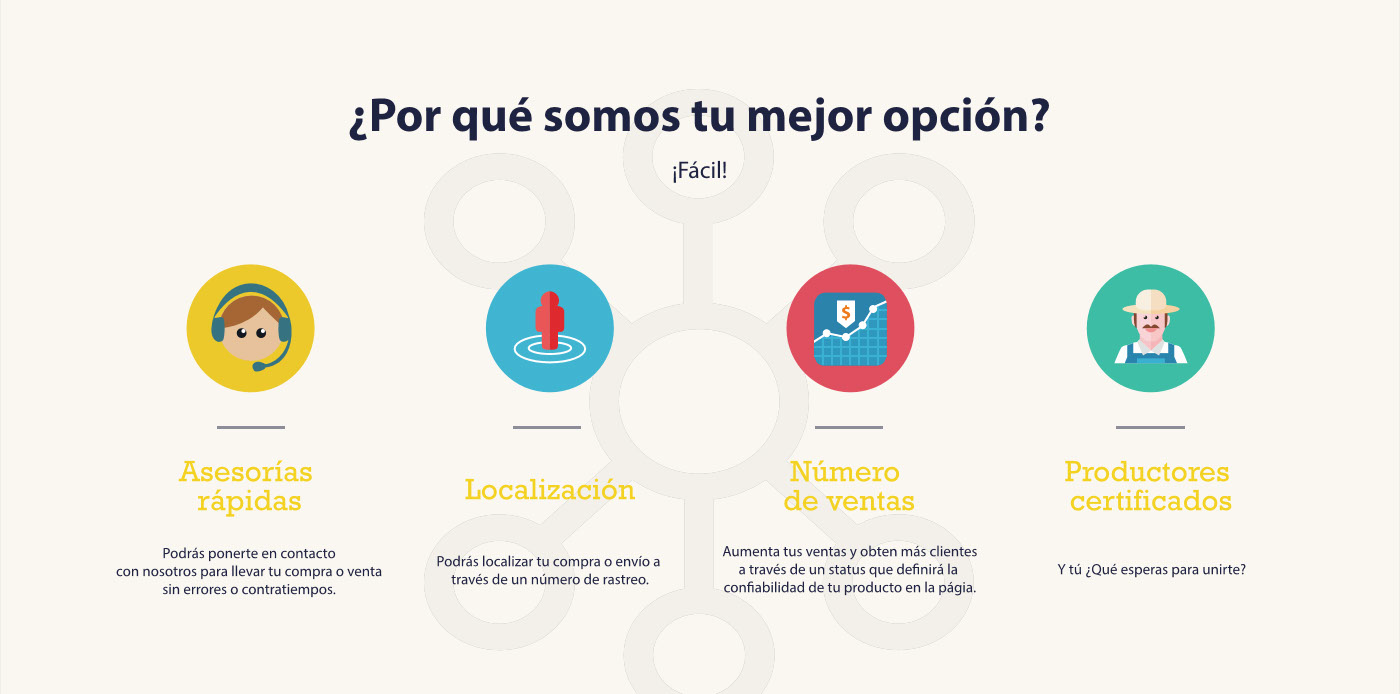 ¿Por qué somos tu mejor opción?
¡Fácil!
$
Asesorías
rápidas
Podrás ponerte en contacto
con nosotros para llevar tu compra o venta
sin errores o contratiempos.
Localización
Podrás localizar tu compra o envío a
través de un número de rastreo.
Número
de ventas
Aumenta tus ventas y obten más clientes
a través de un status que definirá la
confiabilidad de tu producto en la págia.
Productores
certificados
Y tú ¿Qué esperas para unirte?